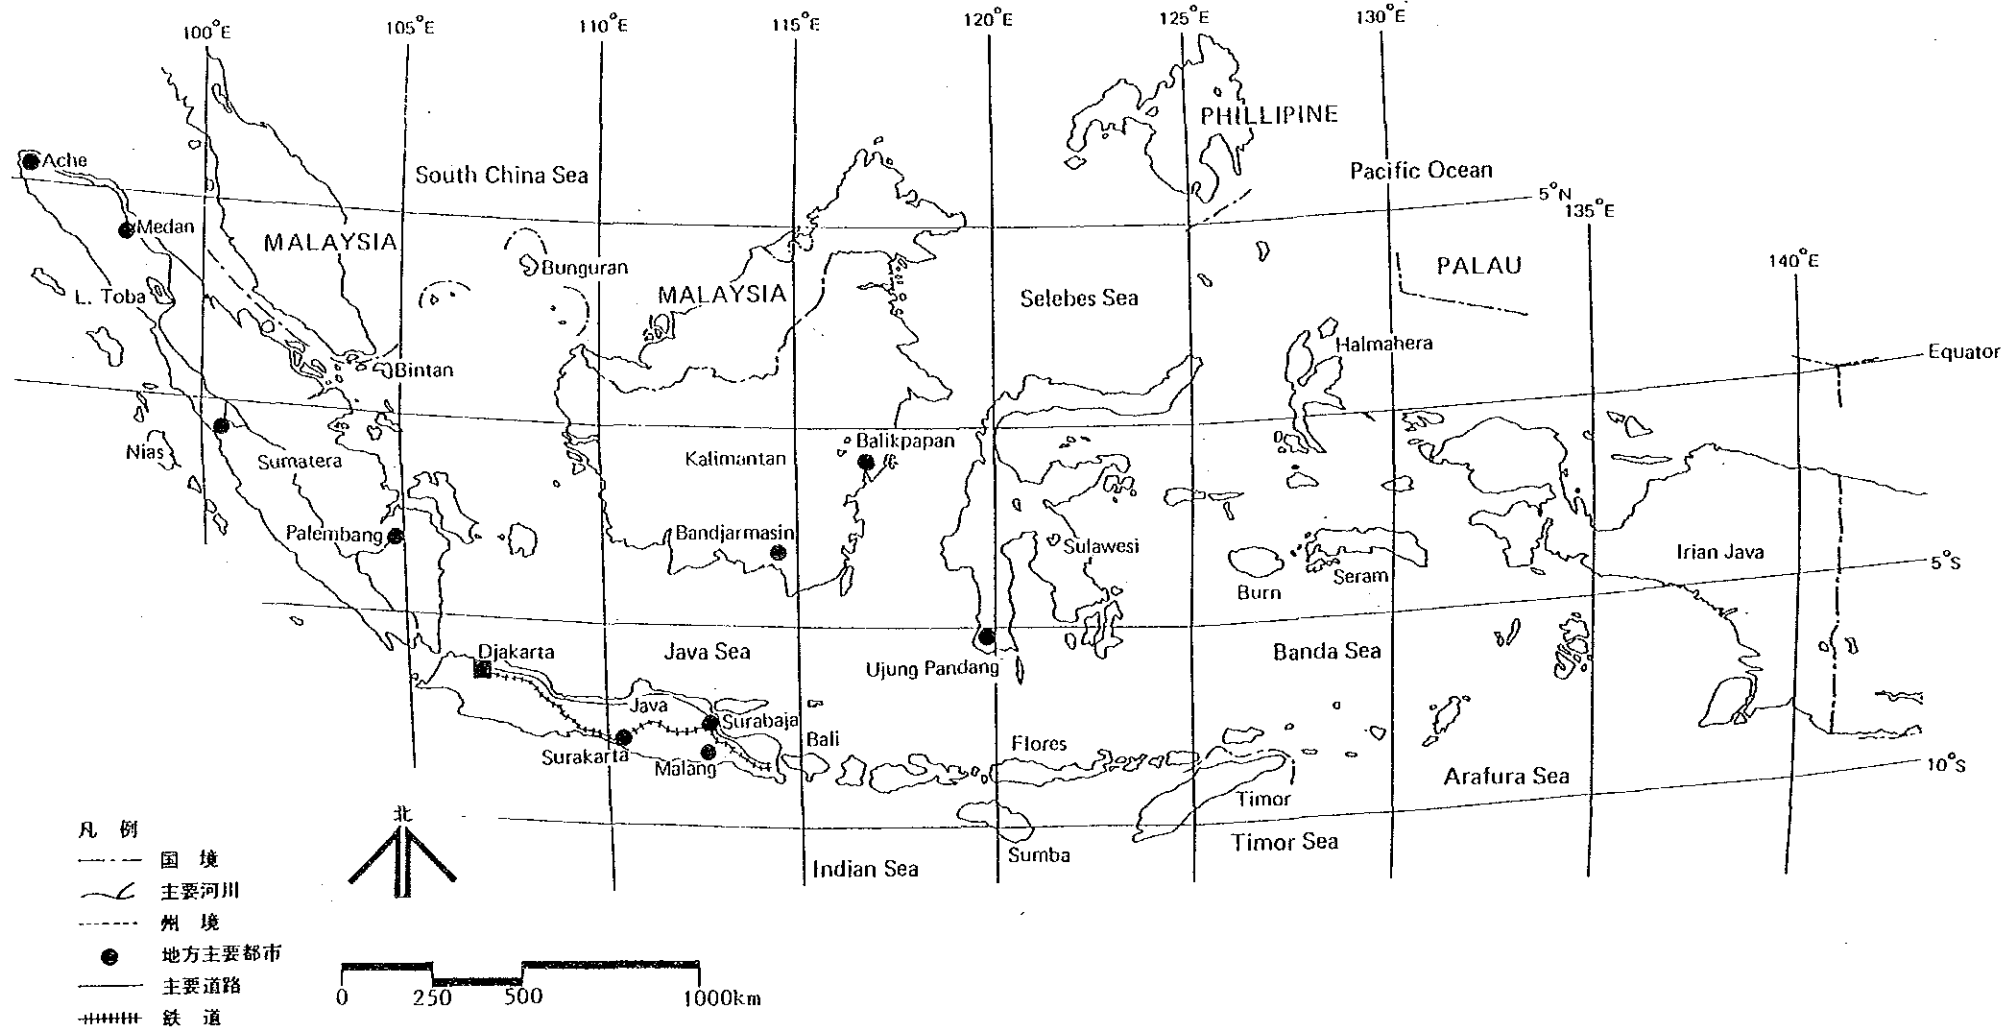 100°E
105°E
110°E
115°E
120°E
125°E
130°E
PHILLIPINE
Ache
South China Sea
Pacific Ocean
5°N
135°E
Medan
MALAYSIA
Bunguran
PALAU
140°E
L. Toba
MALAYSIA
Selebes Sea
Halmahera
Equator
Bintan
Nias
Sumatera
Kalimantan
Balikpapan
Palembang
Bandjarmasin
Sulawesi
Irian Java
5°S
Seram
Burn
Djakarta
Java Sea
Ujung Pandang
Banda Sea
Java
Surabaja
Surakarta
Malang
Bali
Flores
Arafura Sea
10°S
Timor
Timor Sea
Sumba
Indian Sea
北
凡 例
国 境
主要河川
州 境
地方主要都市
主要道路
鉄 道
0 250 500 1000km